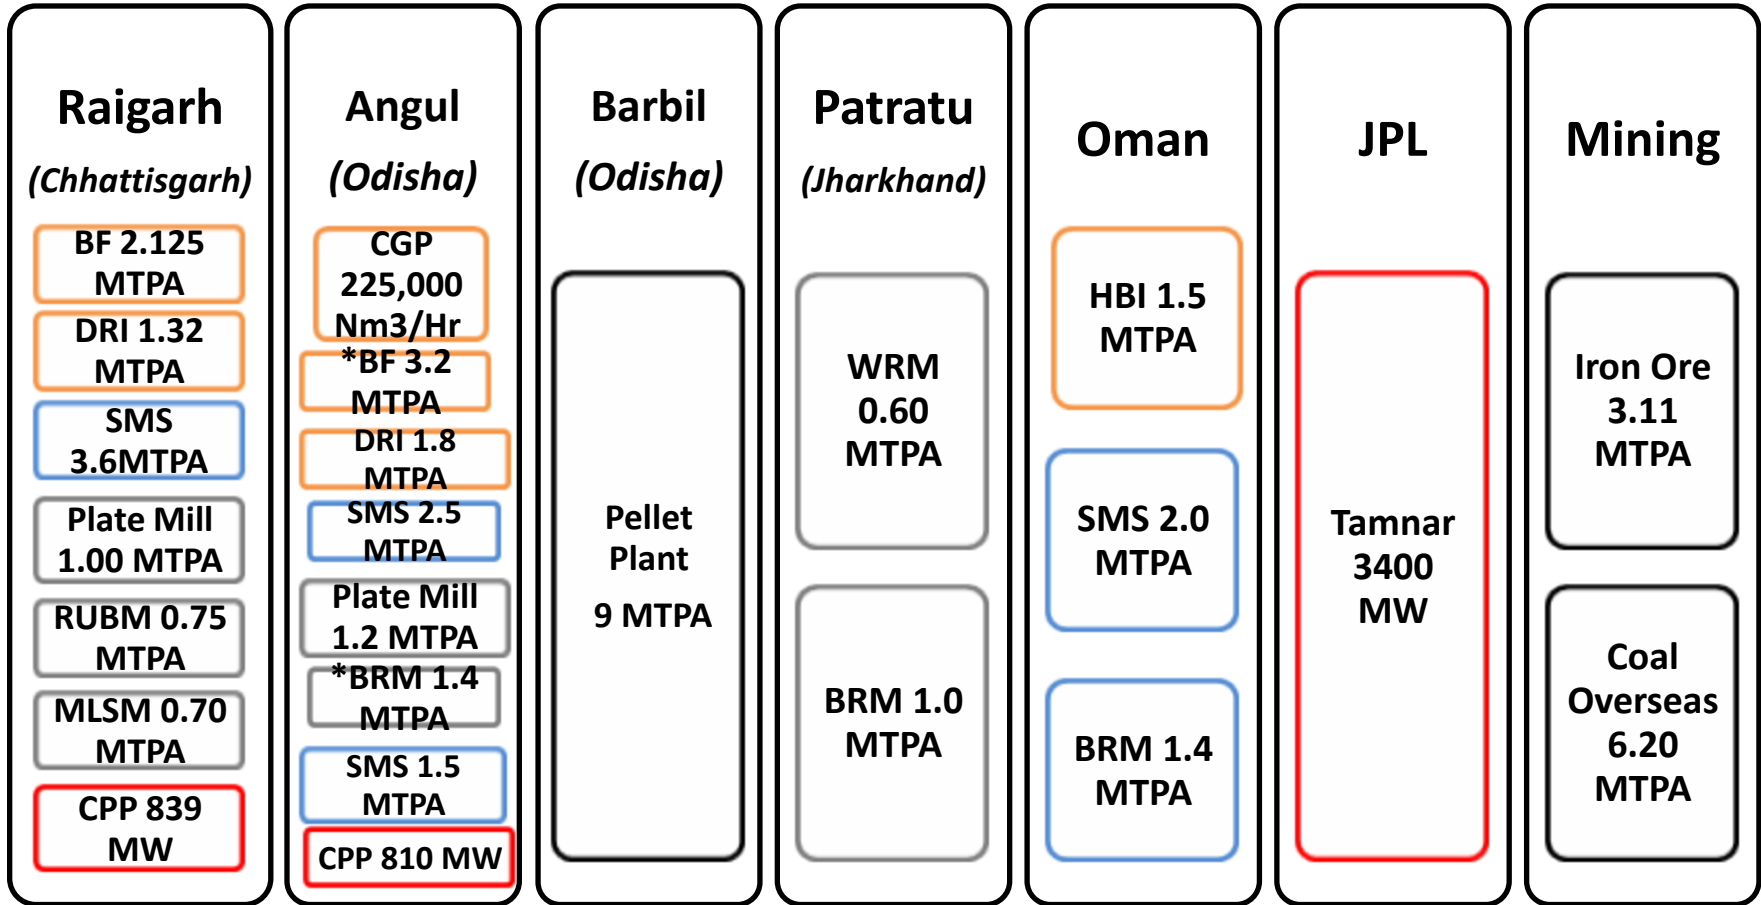 Raigarh
(Chhattisgarh)
BF 2.125
MTPA
DRI 1.32
MTPA
SMS
3.6MTPA
Plate Mill
1.00 MTPA
RUBM 0.75
MTPA
MLSM 0.70
MTPA
CPP 839
MW
Angul
(Odisha)
CGP
225,000
Nm3/Hr
*BF 3.2
MTPA
DRI 1.8
MTPA
SMS 2.5
MTPA
Plate Mill
1.2 MTPA
*BRM 1.4
MTPA
SMS 1.5
MTPA
CPP 810 MW
Barbil
(Odisha)
Pellet
Plant
9 MTPA
Patratu
(Jharkhand)
WRM
0.60
MTPA
BRM 1.0
MTPA
Oman
HBI 1.5
MTPA
SMS 2.0
MTPA
BRM 1.4
MTPA
JPL
Tamnar
3400
MW
Mining
Iron Ore
3.11
MTPA
Coal
Overseas
6.20
MTPA